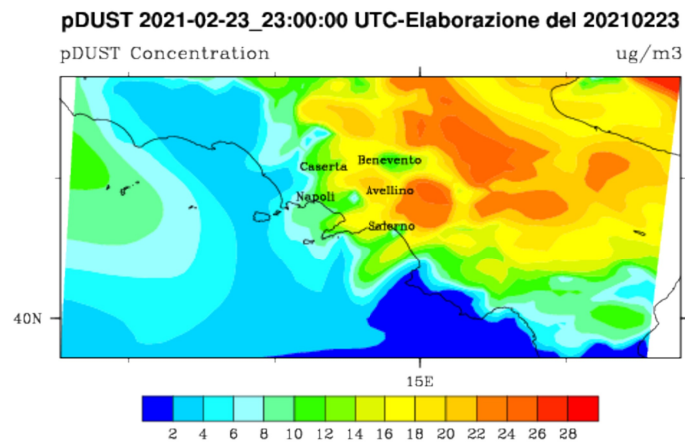 pDUST 2021-02-23_23:00:00 UTC-Elaborazione del 20210223
pDUST Concentration ug/m3
Benevento
Caserta
Avellino
Napoli
Salerno
40N
15E
2 4 6 8 10 12 14 16 18 20 22 24 26 28